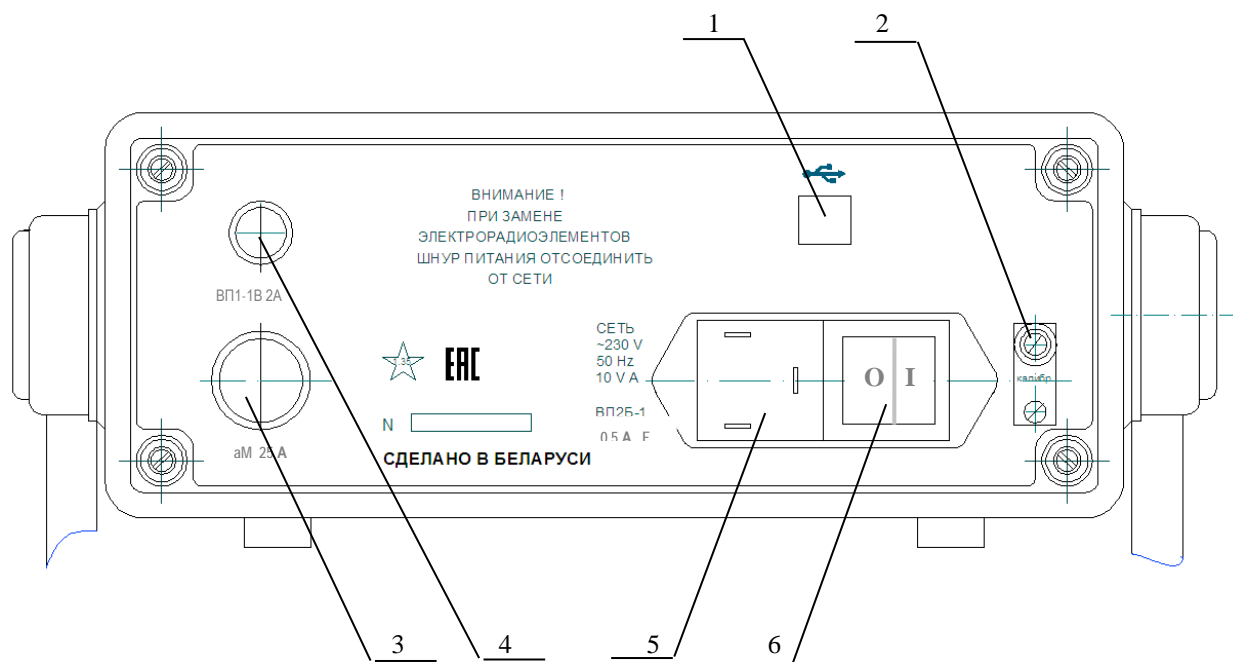 1
2
ВНИМАНИЕ !
ПРИ ЗАМЕНЕ
ЭЛЕКТРОРАДИОЭЛЕМЕНТОВ
ШНУР ПИТАНИЯ ОТСОЕДИНИТЬ
ОТ СЕТИ
ВП1-1В 2А
СЕТЬ
~230 V
50 Hz
10 V A
O I
калибр
ЕАС
N
ВП2Б-1
0.5 A F
аМ 25 А
СДЕЛАНО В БЕЛАРУСИ
3
4
5
6